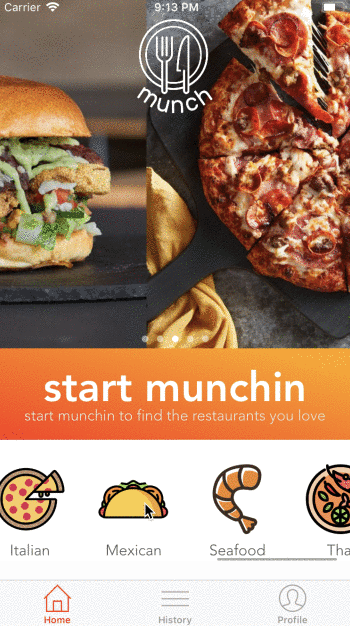 Carrier 9:13 PM
munch
start munchin
start munchin to find the restaurants you love
Italian Mexican Seafood Tha
Home History Profile